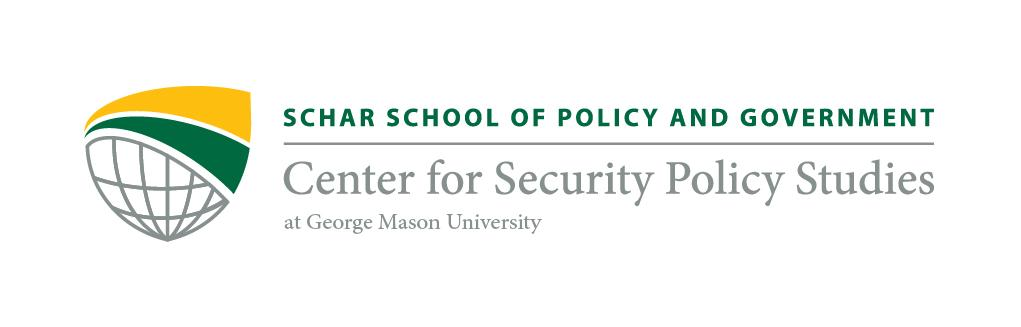 SCHAR SCHOOL OF POLICY AND GOVERNMENT
Center for Security Policy Studies
at George Mason University